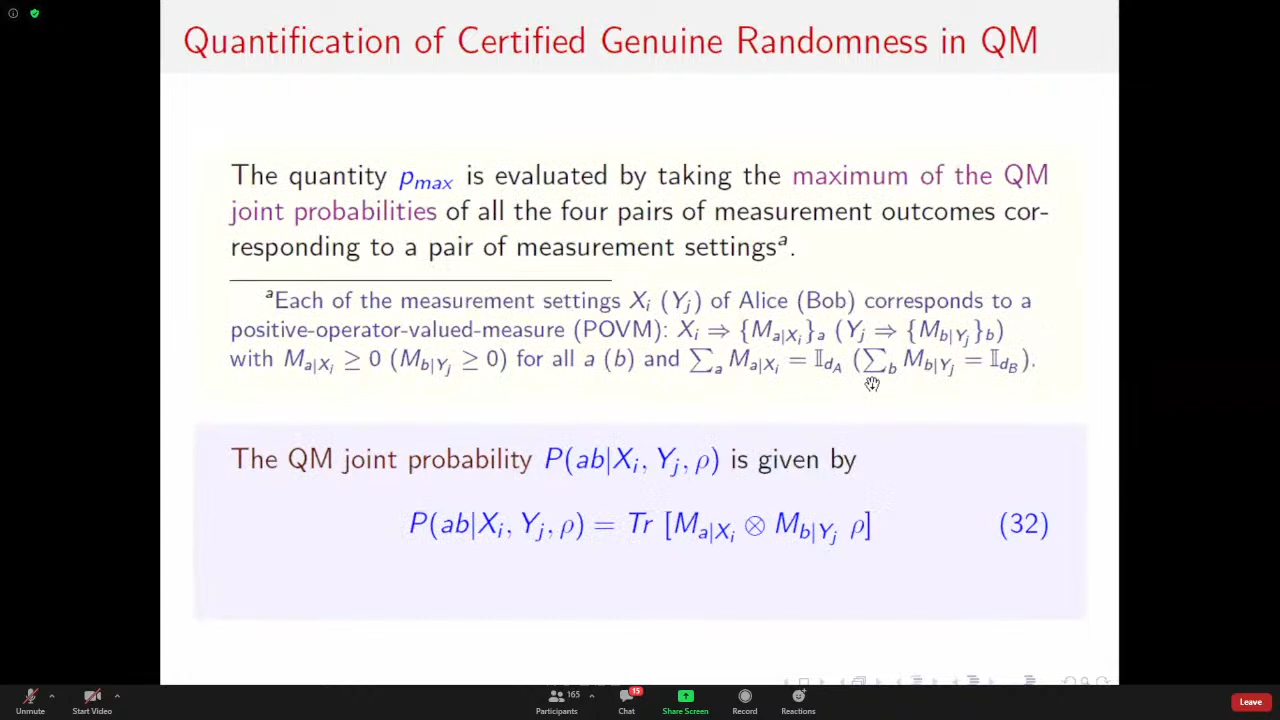 Quantification of Certified Genuine Randomness in QM
The quantity p_max is evaluated by taking the maximum of the QM
joint probabilities of all the four pairs of measurement outcomes cor-
responding to a pair of measurement settings^a.
^aEach of the measurement settings X_i (Y_j) of Alice (Bob) corresponds to a
positive-operator-valued-measure (POVM): X_i ⇒ {M_{a|X_i}}_a (Y_j ⇒ {M_{b|Y_j}}_b)
with M_{a|X_i} ≥ 0 (M_{b|Y_j} ≥ 0) for all a (b) and ∑_a M_{a|X_i} = 𝕀_{d_A} (∑_b M_{b|Y_j} = 𝕀_{d_B}).
The QM joint probability P(ab|X_i, Y_j, ρ) is given by
P(ab|X_i, Y_j, ρ) = Tr [M_{a|X_i} ⊗ M_{b|Y_j} ρ] (32)
165 15
Unmute Start Video Participants Chat Share Screen Record Reactions Leave